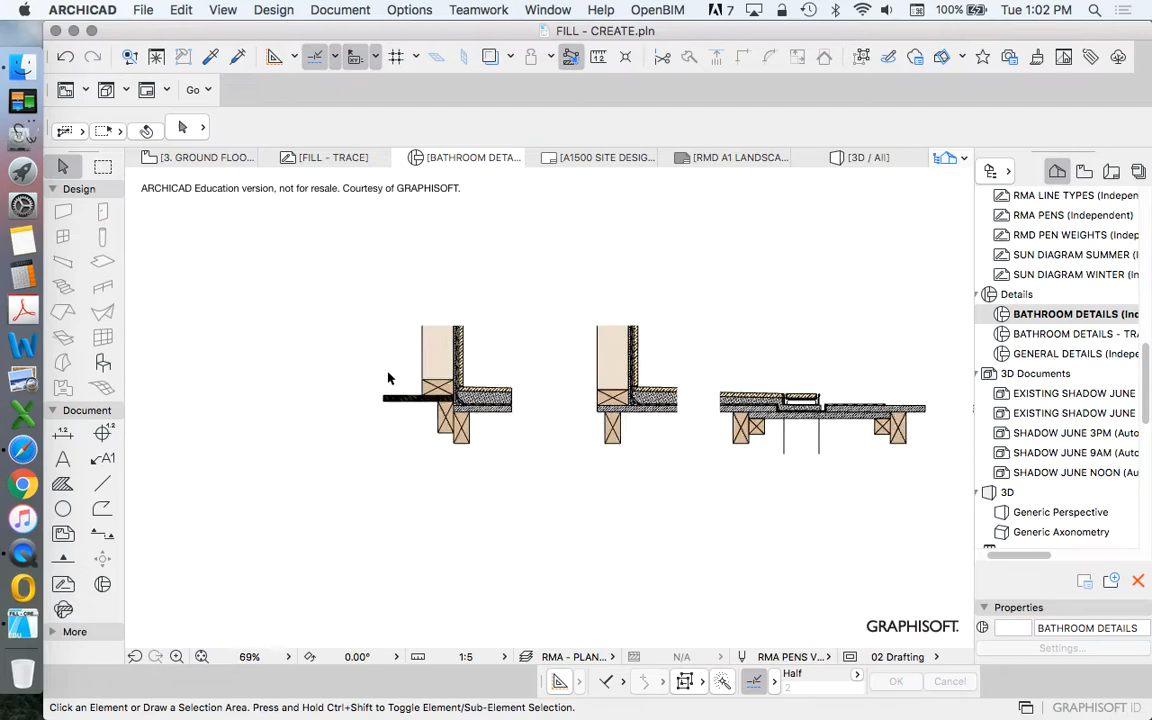 ARCHICAD File Edit View Design Document Options Teamwork Window Help OpenBIM 7 100% Tue 1:02 PM
FILL - CREATE.pln
Go
[3. GROUND FLOO...
[FILL - TRACE]
[BATHROOM DETA...
[A1500 SITE DESIG...
[RMD A1 LANDSCA...
[3D / All]
ARCHICAD Education version, not for resale. Courtesy of GRAPHISOFT.
Design
Document
More
RMA LINE TYPES (Indepen
RMA PENS (Independent)
RMD PEN WEIGHTS (Indep
SUN DIAGRAM SUMMER (I
SUN DIAGRAM WINTER (In
Details
BATHROOM DETAILS (Ind
BATHROOM DETAILS - TRA
GENERAL DETAILS (Indepe
3D Documents
EXISTING SHADOW JUNE
EXISTING SHADOW JUNE
SHADOW JUNE 3PM (Auto
SHADOW JUNE 9AM (Auto
SHADOW JUNE NOON (Au
3D
Generic Perspective
Generic Axonometry
Properties
BATHROOM DETAILS
Settings...
GRAPHISOFT.
69% 0.00° 1:5 RMA - PLAN... N/A RMA PENS V... 02 Drafting
Half
2
OK Cancel
Click an Element or Draw a Selection Area. Press and Hold Ctrl+Shift to Toggle Element/Sub-Element Selection.
GRAPHISOFT ID